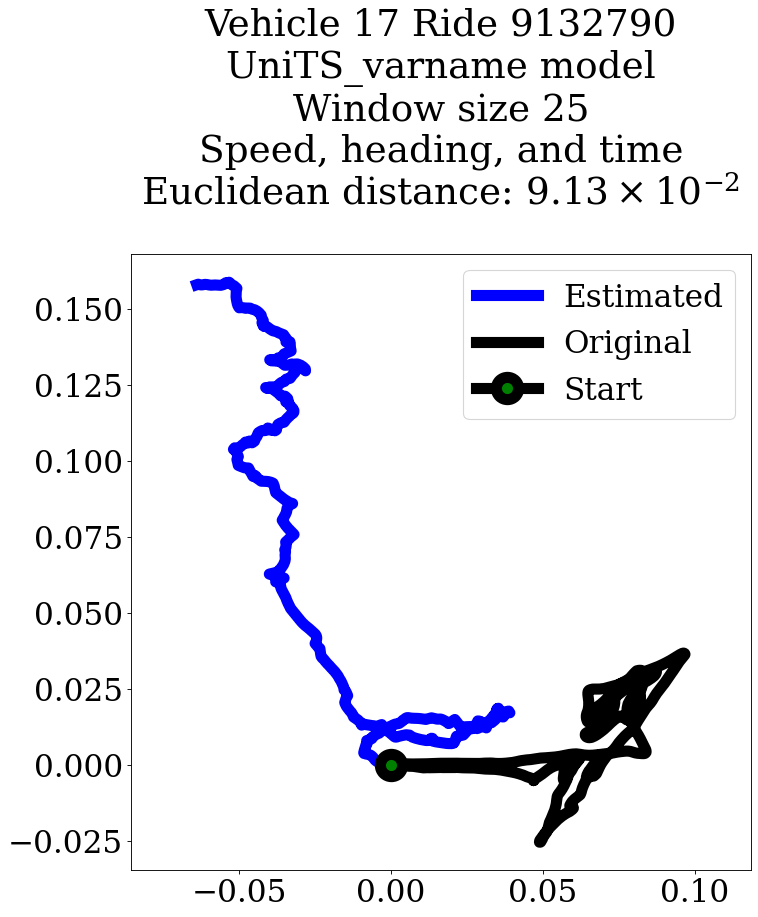 Vehicle 17 Ride 9132790
UniTS_varname model
Window size 25
Speed, heading, and time
Euclidean distance: 9.13 × 10⁻²
Estimated
Original
Start
0.150
0.125
0.100
0.075
0.050
0.025
0.000
−0.025
−0.05 0.00 0.05 0.10